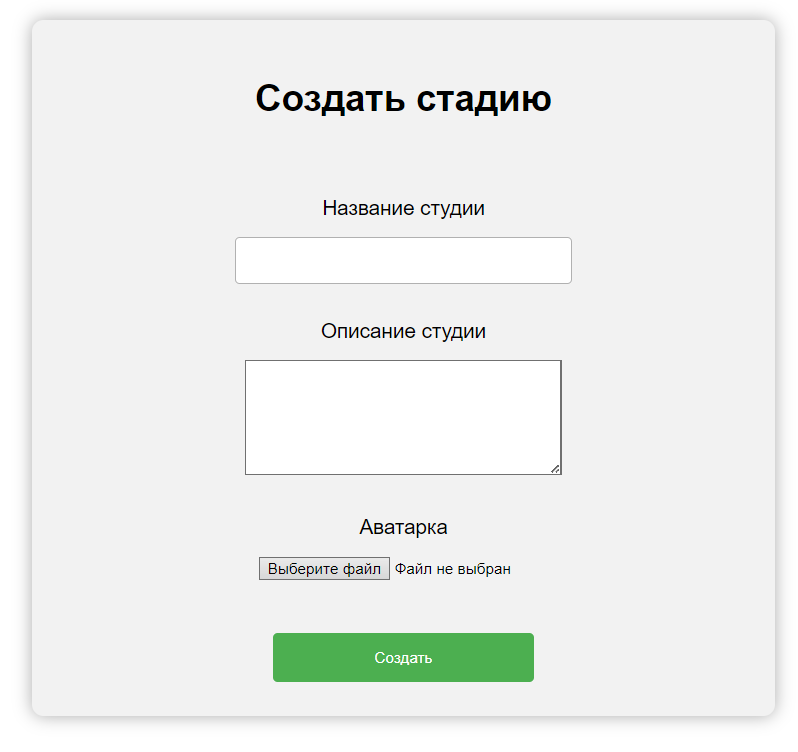 Создать стадию
Название студии
Описание студии
Аватарка
Выберите файл Файл не выбран
Создать